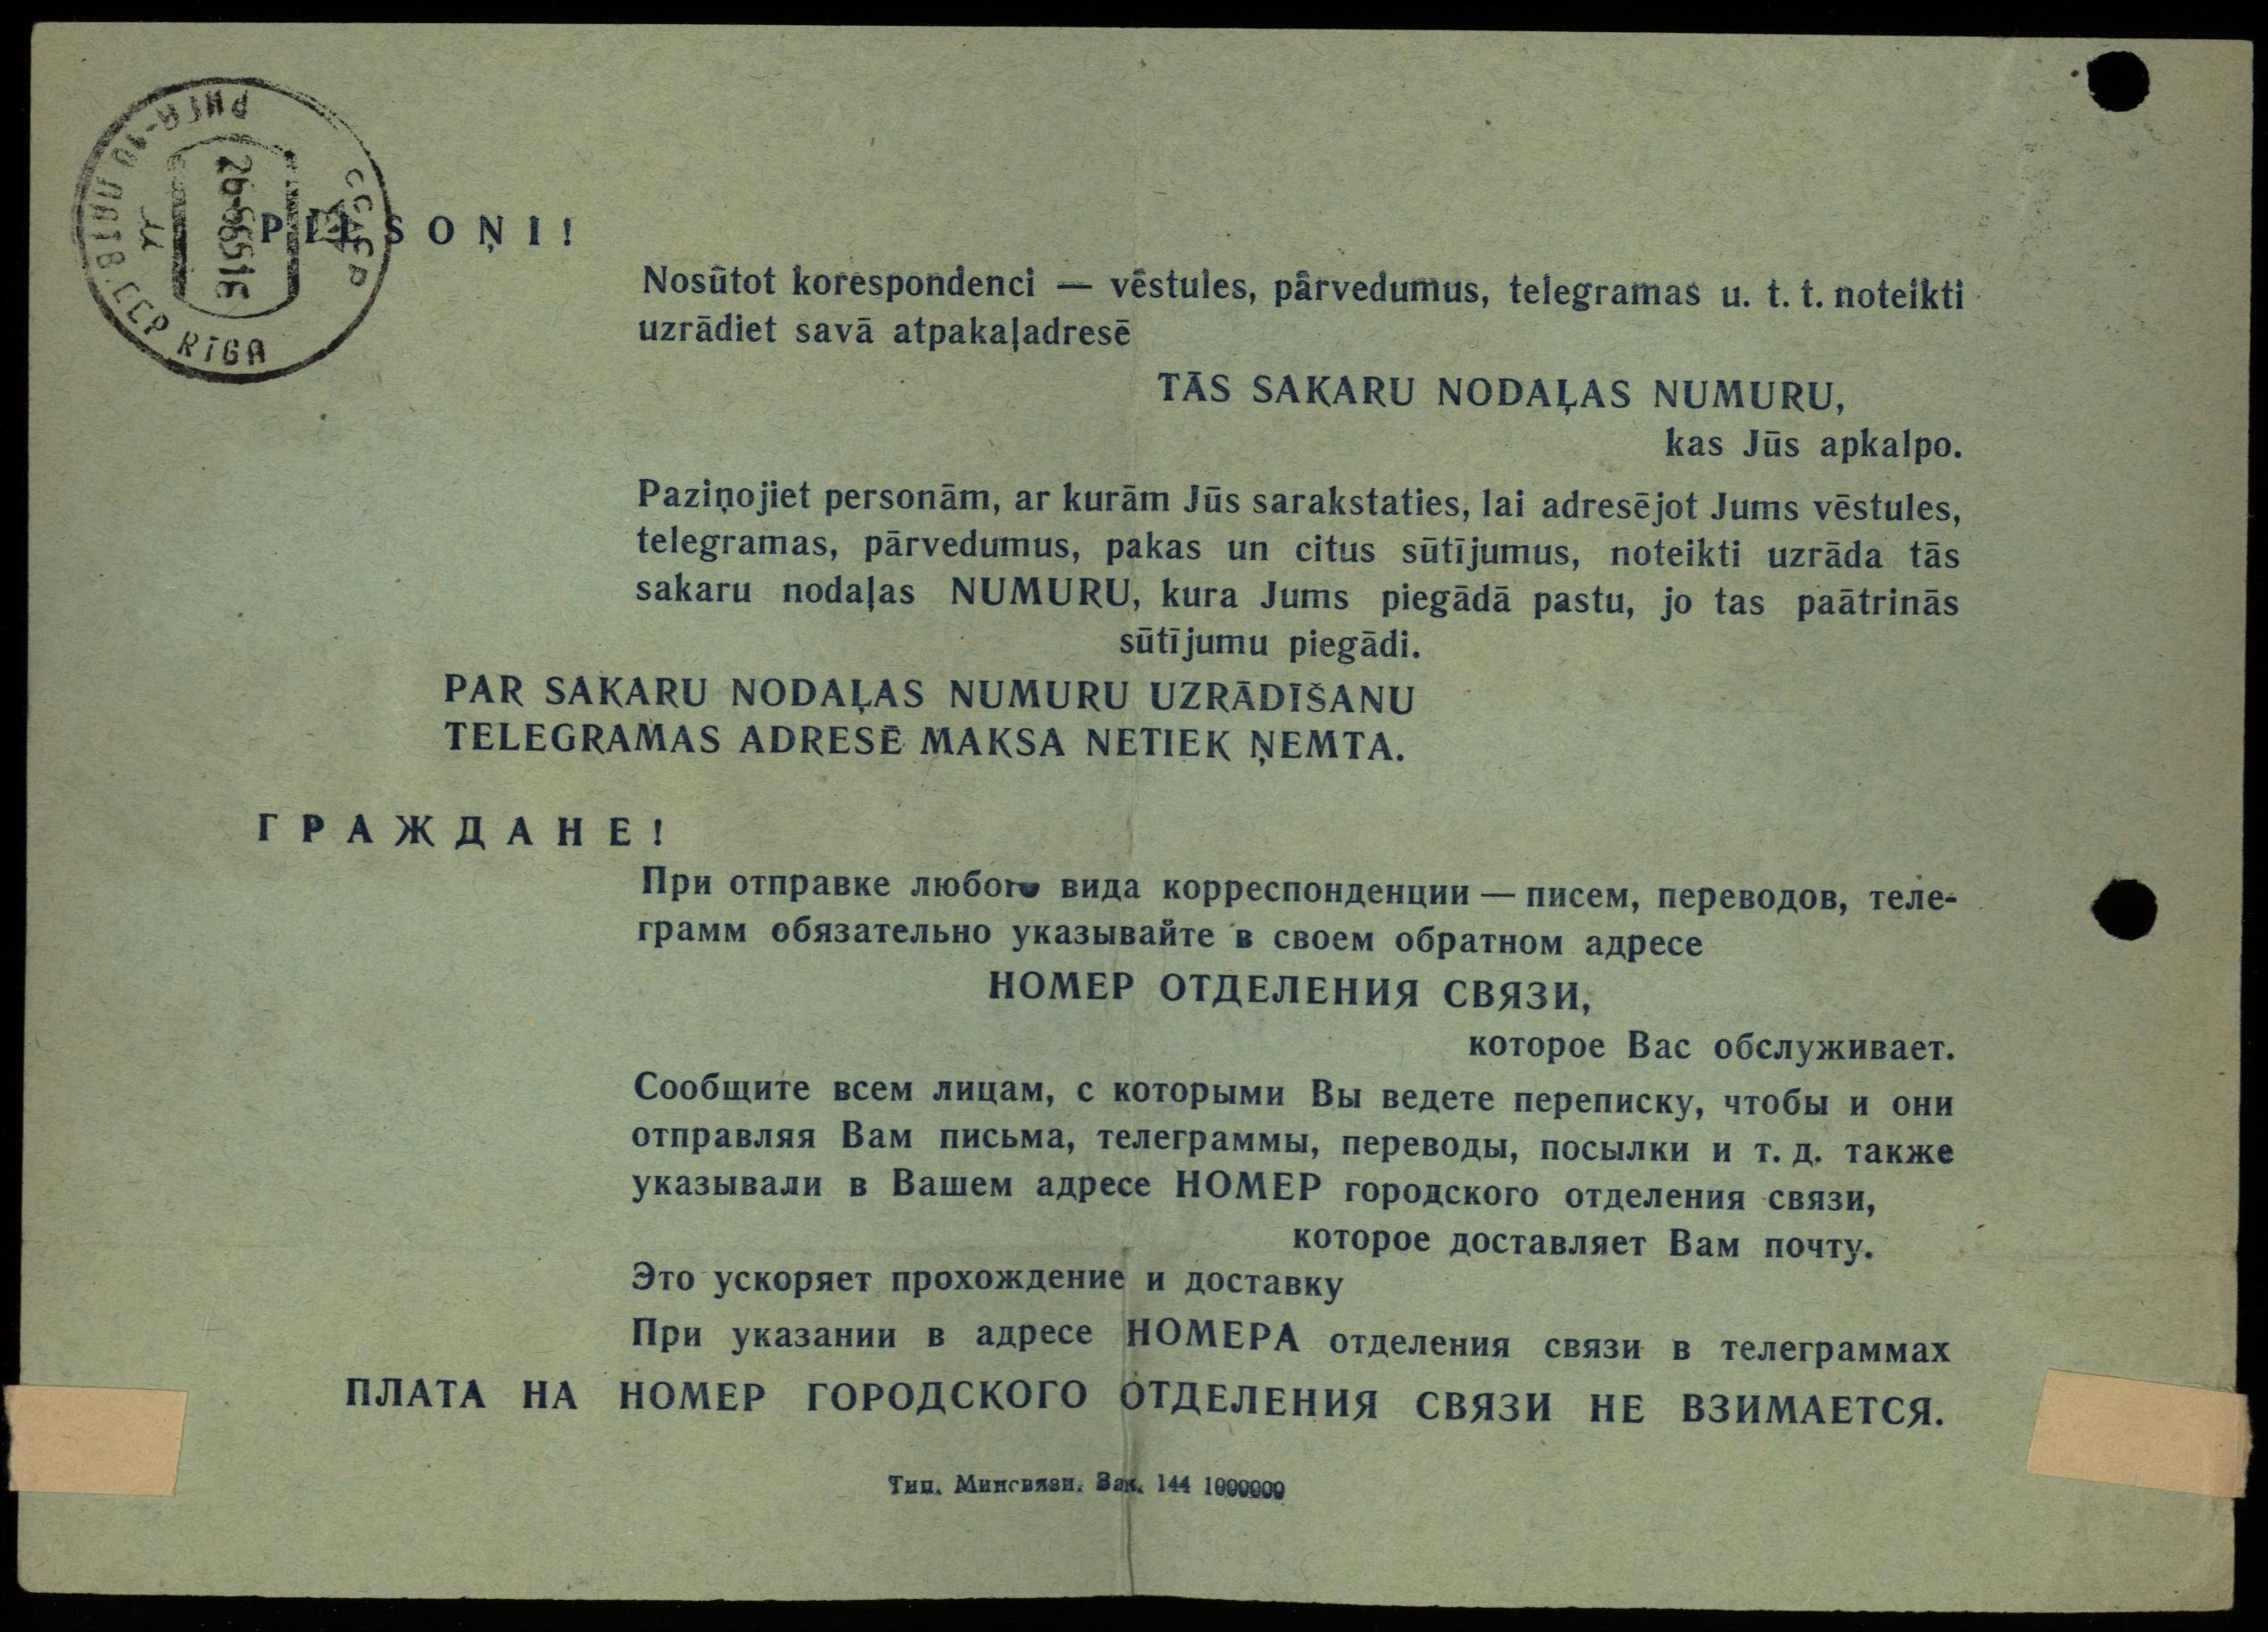 PILSOŅI!
Nosūtot korespondenci — vēstules, pārvedumus, telegramas u. t. t. noteikti
uzrādiet savā atpakaļadresē
TĀS SAKARU NODAĻAS NUMURU,
kas Jūs apkalpo.
Paziņojiet personām, ar kurām Jūs sarakstaties, lai adresējot Jums vēstules,
telegramas, pārvedumus, pakas un citus sūtījumus, noteikti uzrāda tās
sakaru nodaļas NUMURU, kura Jums piegādā pastu, jo tas paātrinās
sūtījumu piegādi.
PAR SAKARU NODAĻAS NUMURU UZRĀDĪŠANU
TELEGRAMAS ADRESĒ MAKSA NETIEK ŅEMTA.
ГРАЖДАНЕ!
При отправке любого вида корреспонденции — писем, переводов, теле-
грамм обязательно указывайте в своем обратном адресе
НОМЕР ОТДЕЛЕНИЯ СВЯЗИ,
которое Вас обслуживает.
Сообщите всем лицам, с которыми Вы ведете переписку, чтобы и они
отправляя Вам письма, телеграммы, переводы, посылки и т. д. также
указывали в Вашем адресе НОМЕР городского отделения связи,
которое доставляет Вам почту.
Это ускоряет прохождение и доставку
При указании в адресе НОМЕРА отделения связи в телеграммах
ПЛАТА НА НОМЕР ГОРОДСКОГО ОТДЕЛЕНИЯ СВЯЗИ НЕ ВЗИМАЕТСЯ.
Тип. Минсвязи. Зак. 144 1000000
RĪGA